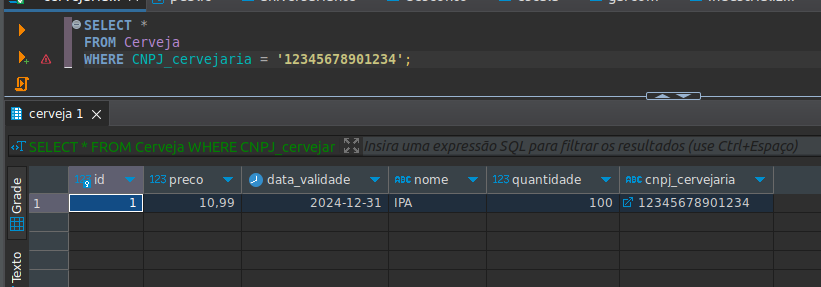 SELECT *
FROM Cerveja
WHERE CNPJ_cervejaria = '12345678901234';
cerveja 1
SELECT * FROM Cerveja WHERE CNPJ_cervejar Insira uma expressão SQL para filtrar os resultados (use Ctrl+Espaço)
Grade
Texto
123 id 123 preco data_validade ABC nome 123 quantidade ABC cnpj_cervejaria
1 1 10,99 2024-12-31 IPA 100 12345678901234